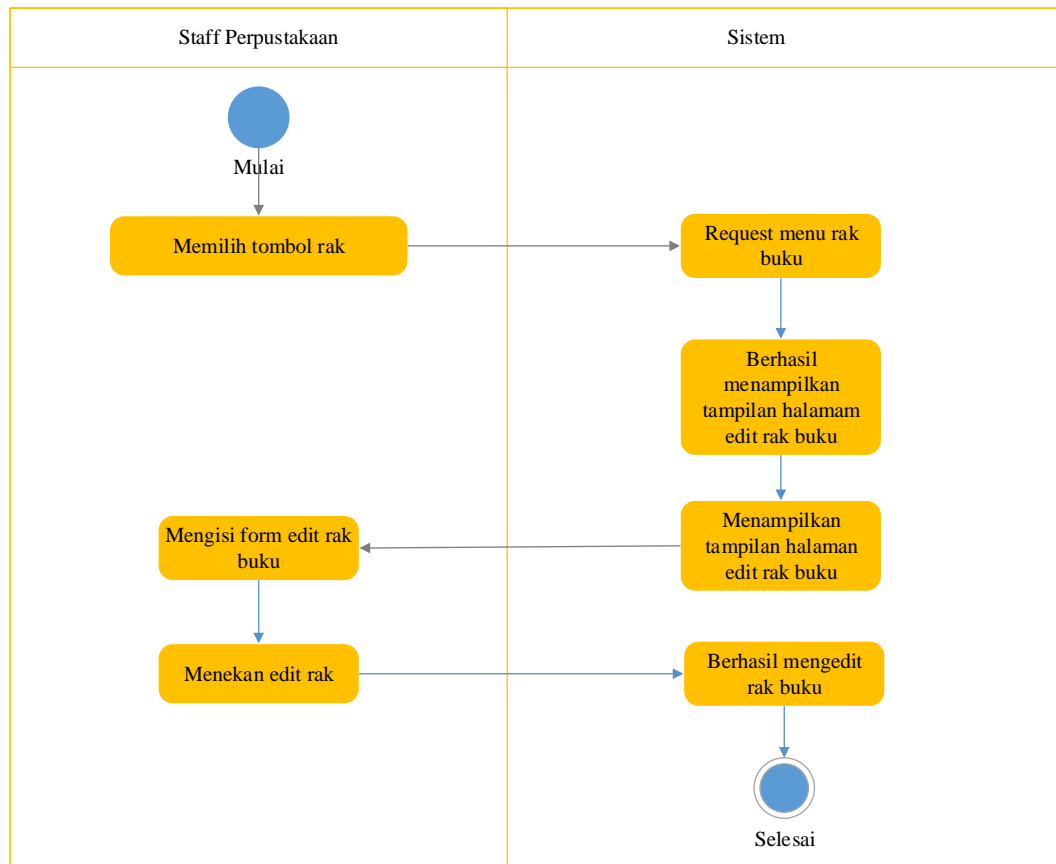 Staff Perpustakaan
Sistem
Mulai
Memilih tombol rak
Request menu rak
buku
Berhasil
menampilkan
tampilan halamam
edit rak buku
Menampilkan
tampilan halaman
edit rak buku
Mengisi form edit rak
buku
Menekan edit rak
Berhasil mengedit
rak buku
Selesai